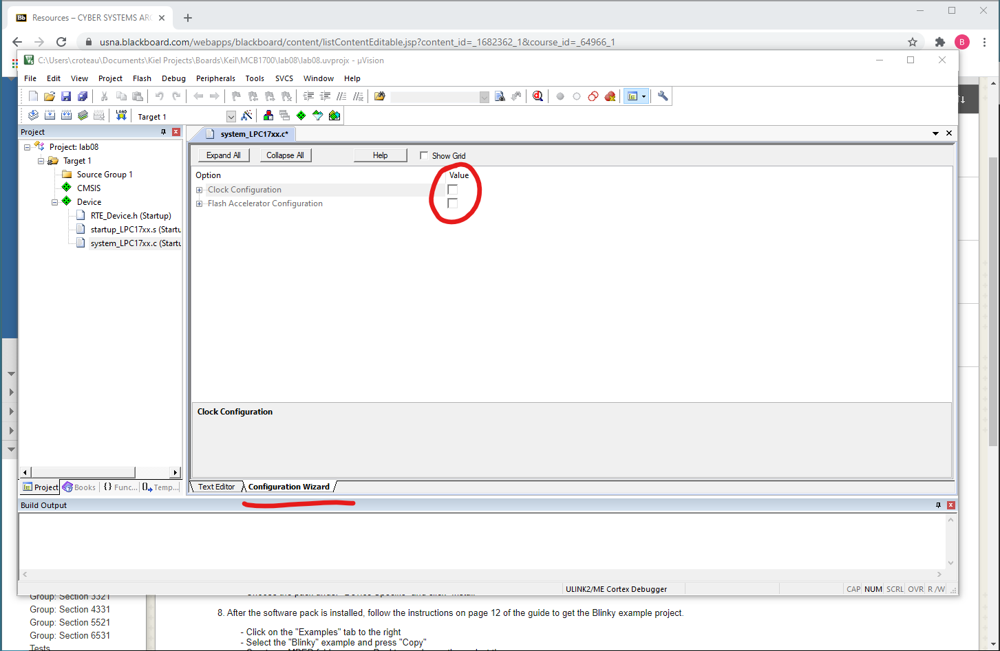 Bb Resources – CYBER SYSTEMS ARC
usna.blackboard.com/webapps/blackboard/content/listContentEditable.jsp?content_id=_1682362_1&course_id=_64966_1
B
C:\Users\croteau\Documents\Kiel Projects\Boards\Keil\MCB1700\lab08\lab08.uvprojx - µVision
File Edit View Project Flash Debug Peripherals Tools SVCS Window Help
LOAD Target 1
Project
system_LPC17xx.c*
Project: lab08
Target 1
Source Group 1
CMSIS
Device
RTE_Device.h (Startup)
startup_LPC17xx.s (Startu
system_LPC17xx.c (Startu
Expand All Collapse All Help Show Grid
Option Value
Clock Configuration
Flash Accelerator Configuration
Clock Configuration
Project Books {} Func... Temp...
Text Editor Configuration Wizard
Build Output
ULINK2/ME Cortex Debugger CAP NUM SCRL OVR R /W
Group: Section 3321
Group: Section 4331
Group: Section 5521
Group: Section 6531
Tests
8. After the software pack is installed, follow the instructions on page 12 of the guide to get the Blinky example project.
- Click on the "Examples" tab to the right
- Select the "Blinky" example and press "Copy"